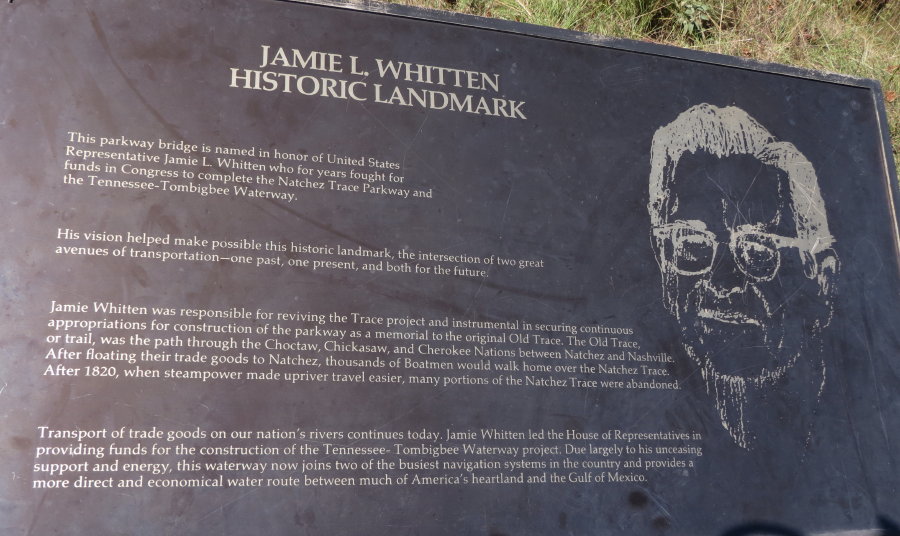 JAMIE L. WHITTEN
HISTORIC LANDMARK
This parkway bridge is named in honor of United States
Representative Jamie L. Whitten who for years fought for
funds in Congress to complete the Natchez Trace Parkway and
the Tennessee-Tombigbee Waterway.
His vision helped make possible this historic landmark, the intersection of two great
avenues of transportation—one past, one present, and both for the future.
Jamie Whitten was responsible for reviving the Trace project and instrumental in securing continuous
appropriations for construction of the parkway as a memorial to the original Old Trace. The Old Trace,
or trail, was the path through the Choctaw, Chickasaw, and Cherokee Nations between Natchez and Nashville.
After floating their trade goods to Natchez, thousands of Boatmen would walk home over the Natchez Trace.
After 1820, when steampower made upriver travel easier, many portions of the Natchez Trace were abandoned.
Transport of trade goods on our nation's rivers continues today. Jamie Whitten led the House of Representatives in
providing funds for the construction of the Tennessee- Tombigbee Waterway project. Due largely to his unceasing
support and energy, this waterway now joins two of the busiest navigation systems in the country and provides a
more direct and economical water route between much of America's heartland and the Gulf of Mexico.